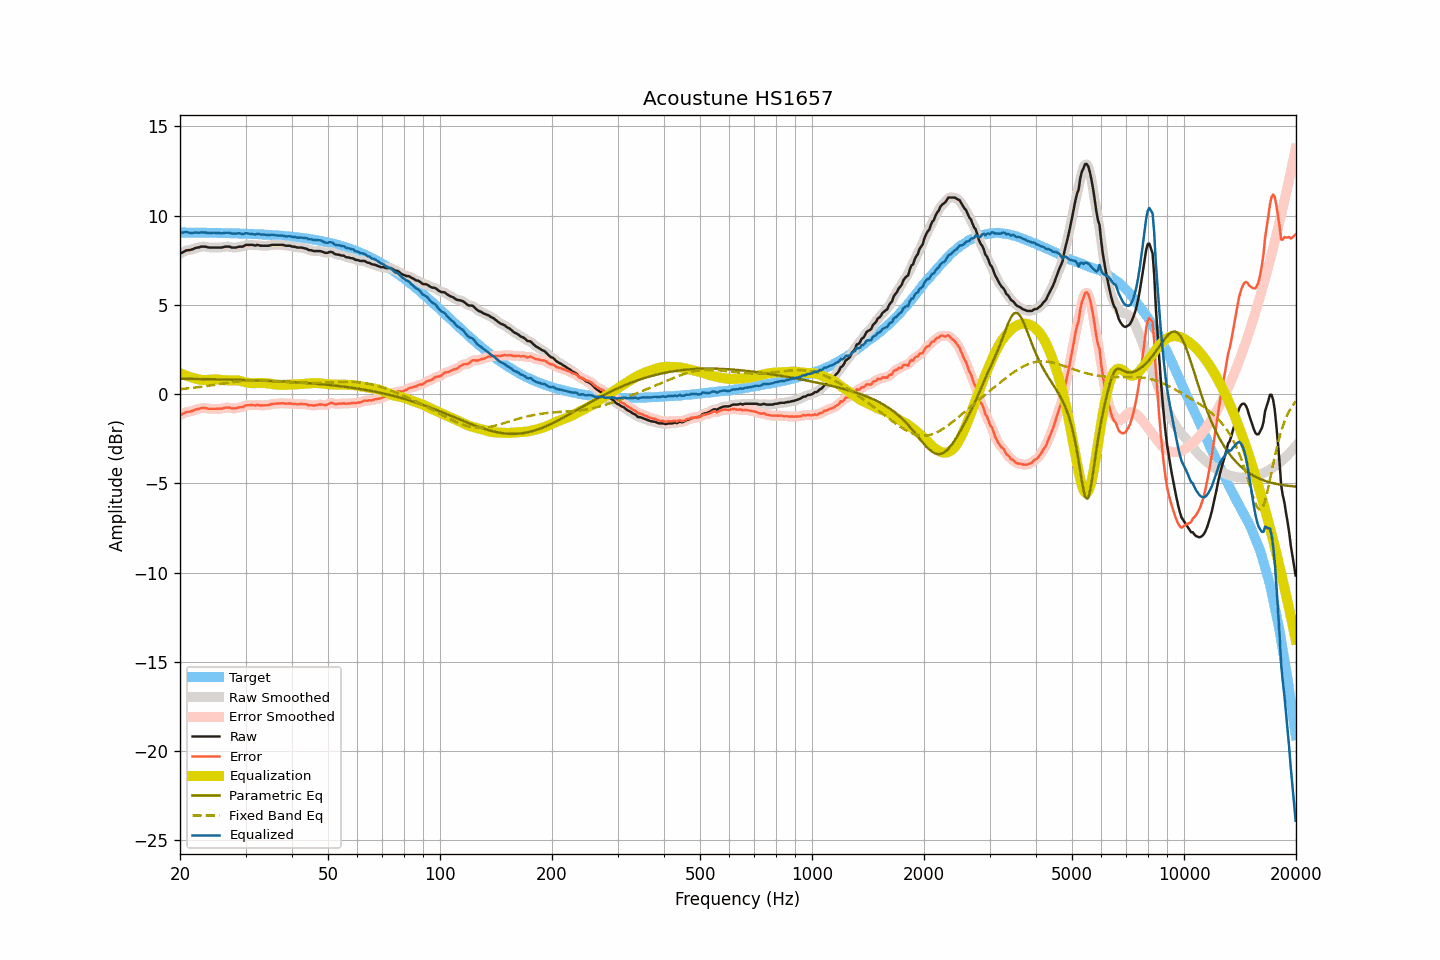 Acoustune HS1657
15
10
5
0
−5
−10
−15
−20
−25
Amplitude (dBr)
Target
Raw Smoothed
Error Smoothed
Raw
Error
Equalization
Parametric Eq
Fixed Band Eq
Equalized
20 50 100 200 500 1000 2000 5000 10000 20000
Frequency (Hz)